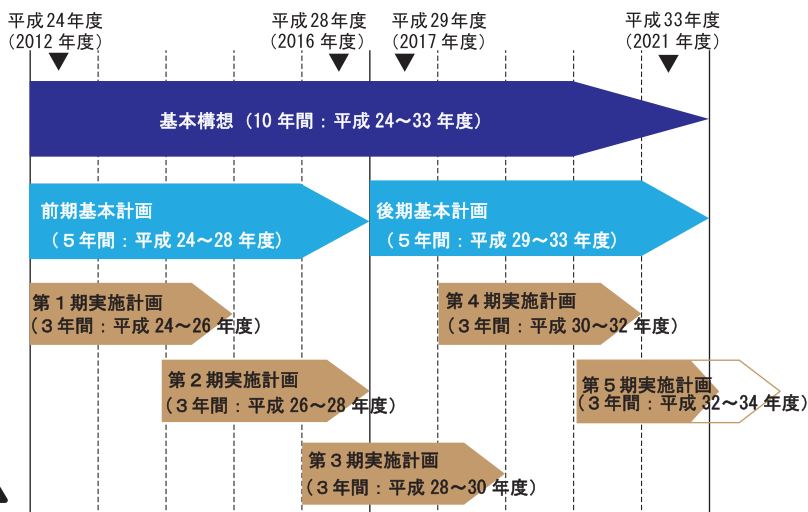 平成24年度
（2012 年度）
平成28年度
（2016 年度）
平成29年度
（2017 年度）
平成33年度
（2021 年度）
基本構想（10 年間：平成 24～33 年度）
前期基本計画
（５年間：平成 24～28 年度）
後期基本計画
（５年間：平成 29～33 年度）
第１期実施計画
（３年間：平成 24～26 年度）
第２期実施計画
（３年間：平成 26～28 年度）
第３期実施計画
（３年間：平成 28～30 年度）
第４期実施計画
（３年間：平成 30～32 年度）
第５期実施計画
（３年間：平成 32～34 年度）